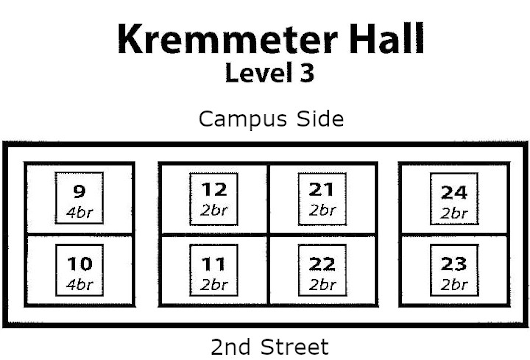 Kremmeter Hall
Level 3
Campus Side
9
4br
12
2br
21
2br
24
2br
10
4br
11
2br
22
2br
23
2br
2nd Street